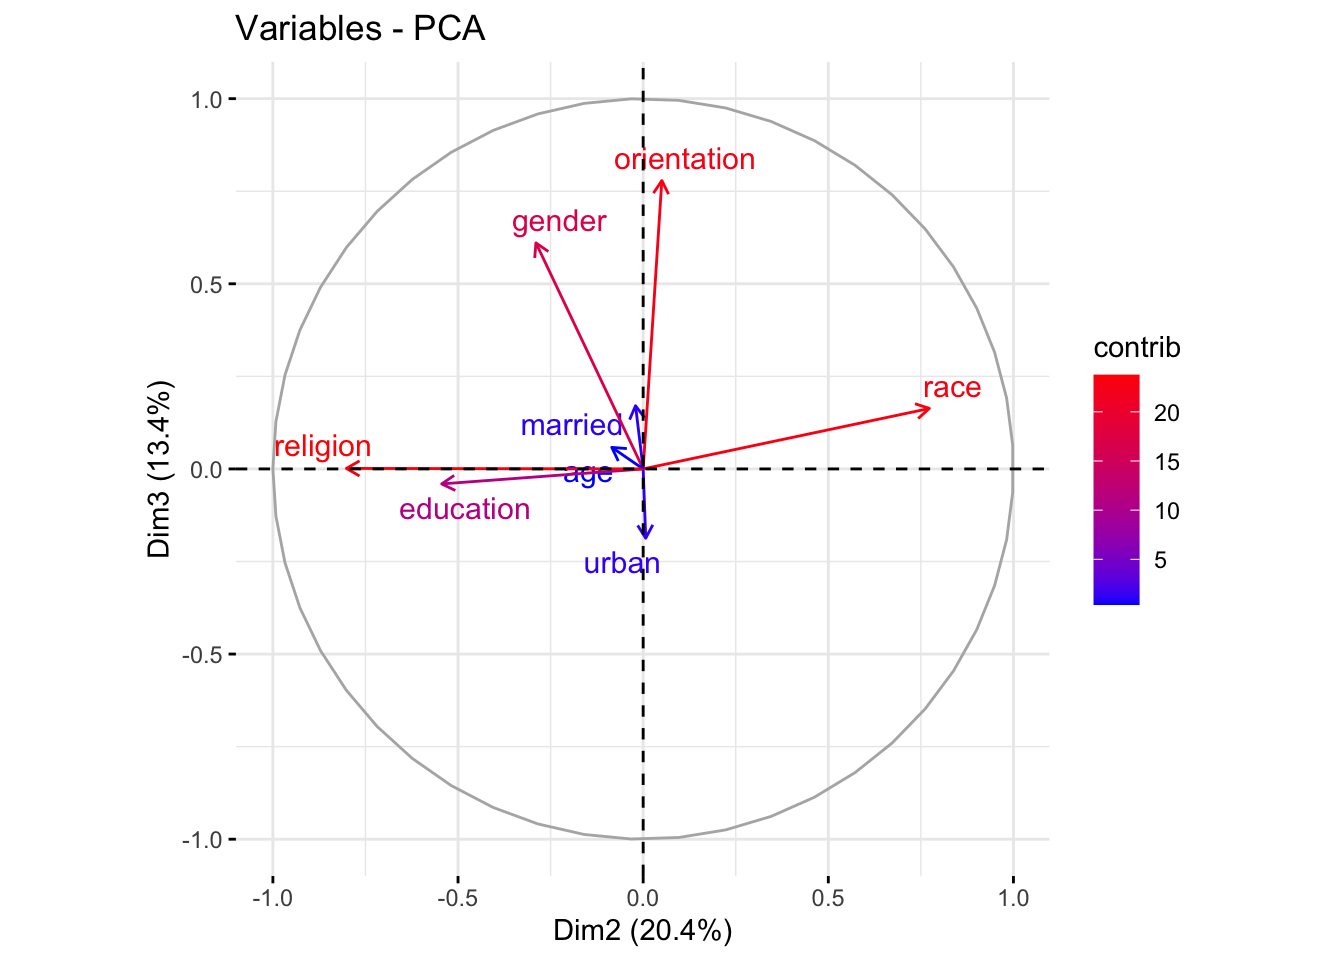 Variables - PCA
1.0
0.5
0.0
-0.5
-1.0
Dim3 (13.4%)
orientation
gender
race
married
religion
age
education
urban
-1.0
-0.5
0.0
0.5
1.0
Dim2 (20.4%)
contrib
20
15
10
5